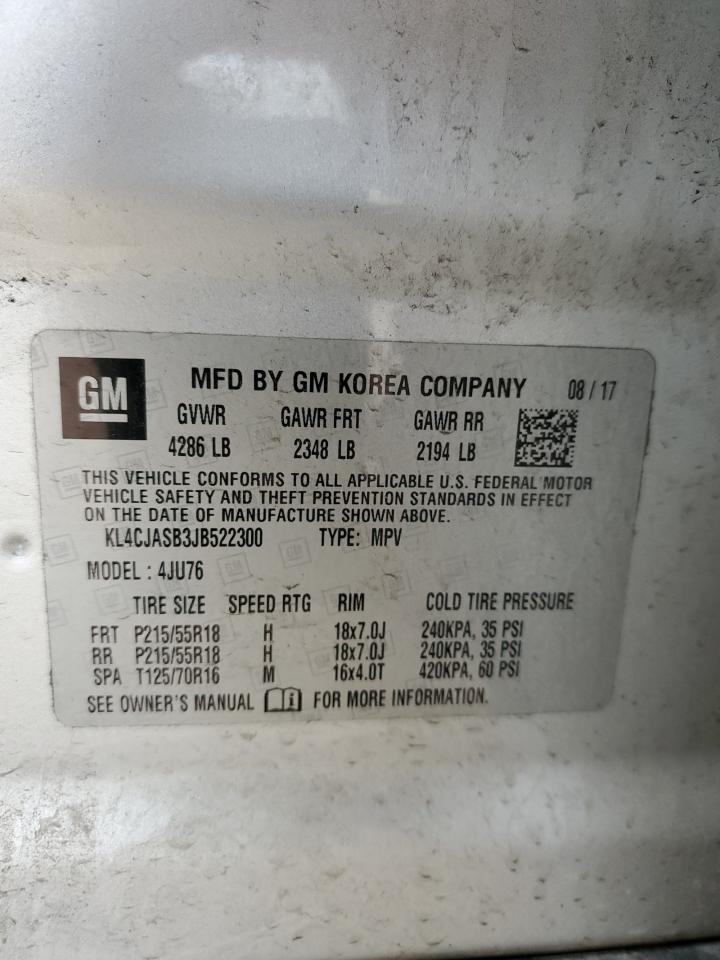 GM
MFD BY GM KOREA COMPANY 08/17
GVWR GAWR FRT GAWR RR
4286 LB 2348 LB 2194 LB
THIS VEHICLE CONFORMS TO ALL APPLICABLE U.S. FEDERAL MOTOR
VEHICLE SAFETY AND THEFT PREVENTION STANDARDS IN EFFECT
ON THE DATE OF MANUFACTURE SHOWN ABOVE.
KL4CJASB3JB522300 TYPE: MPV
MODEL : 4JU76
TIRE SIZE SPEED RTG RIM COLD TIRE PRESSURE
FRT P215/55R18 H 18x7.0J 240KPA, 35 PSI
RR P215/55R18 H 18x7.0J 240KPA, 35 PSI
SPA T125/70R16 M 16x4.0T 420KPA, 60 PSI
SEE OWNER'S MANUAL FOR MORE INFORMATION.